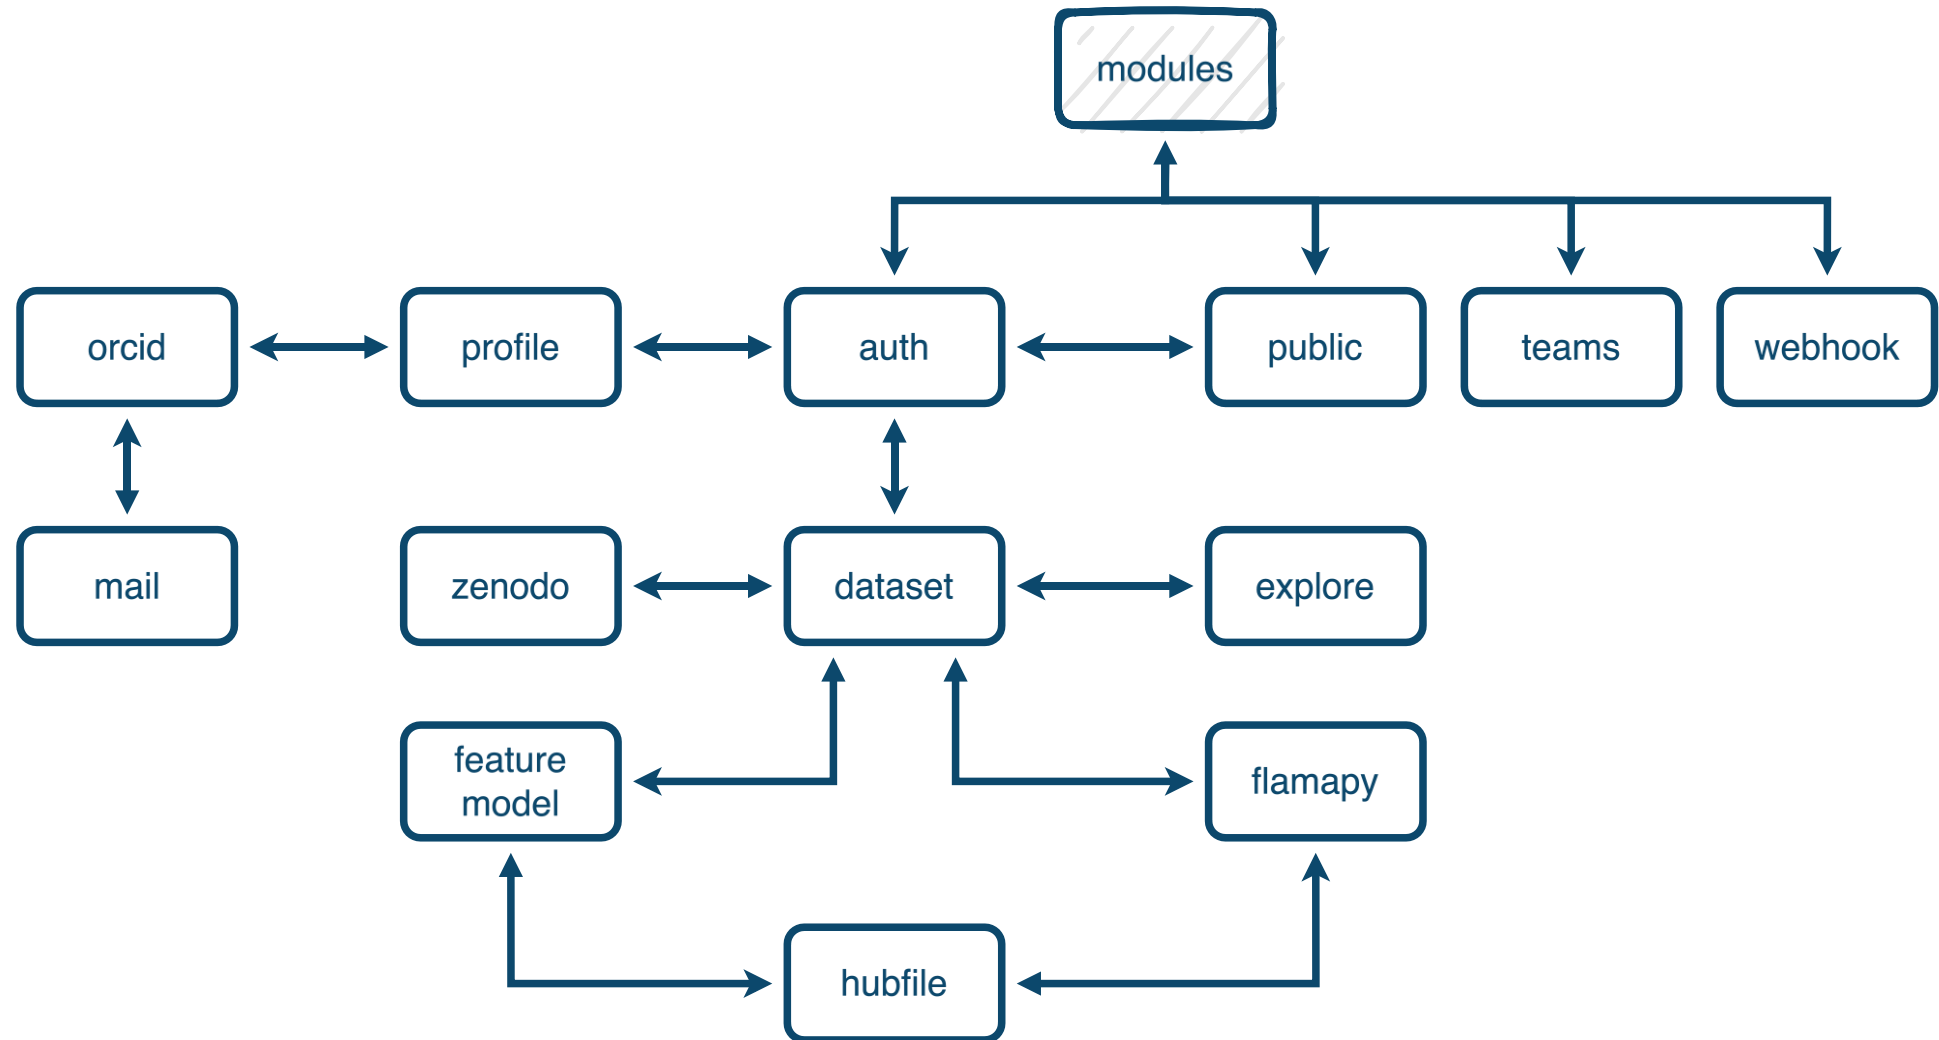 modules
orcid
profile
auth
public
teams
webhook
mail
zenodo
dataset
explore
feature
model
flamapy
hubfile